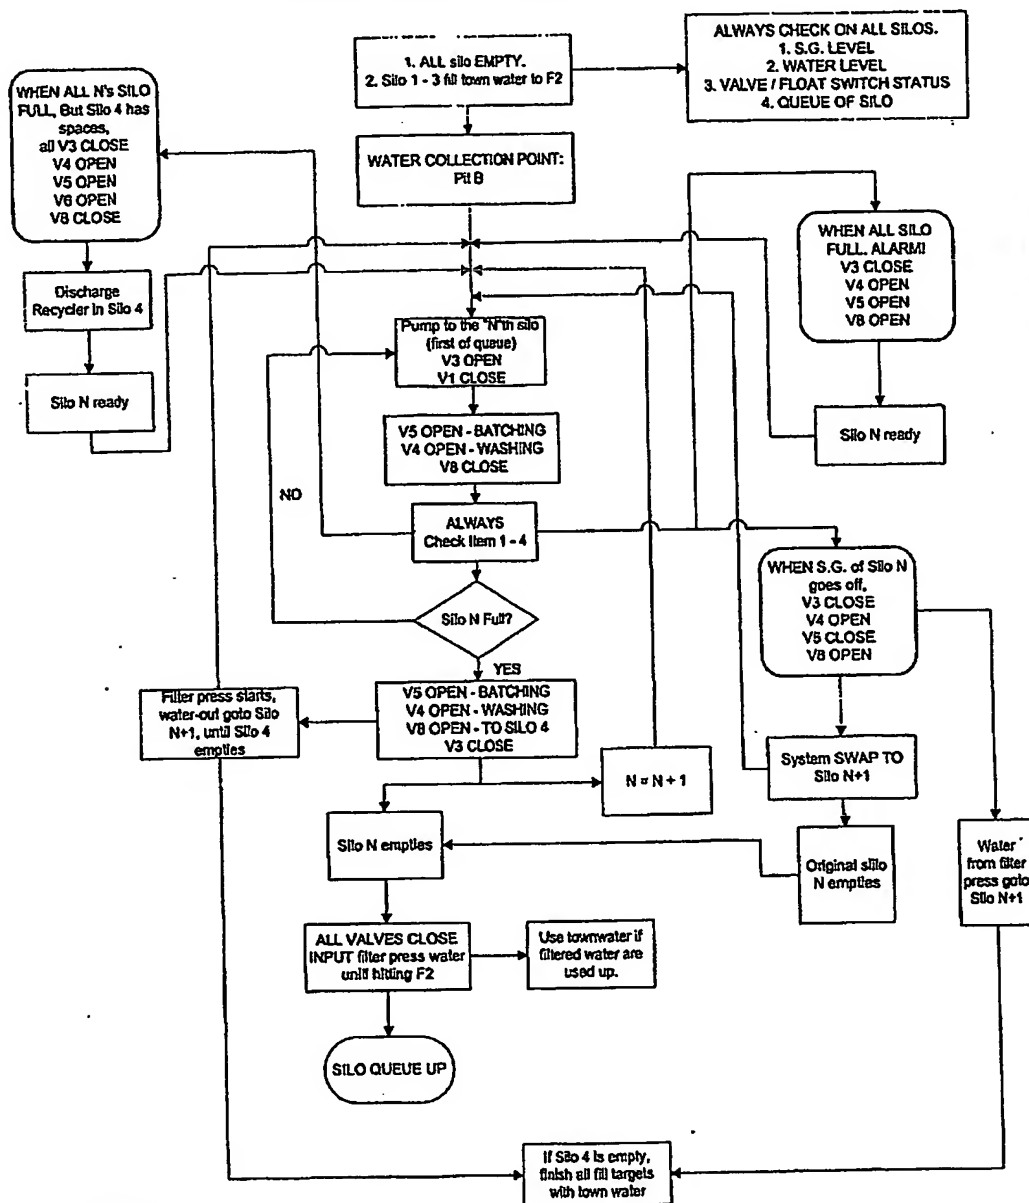 1. ALL silo EMPTY.
2. Silo 1 - 3 fill town water to F2
ALWAYS CHECK ON ALL SILOS.
1. S.G. LEVEL
2. WATER LEVEL
3. VALVE / FLOAT SWITCH STATUS
4. QUEUE OF SILO
WHEN ALL N's SILO
FULL, But Silo 4 has
spaces,
all V3 CLOSE
V4 OPEN
V5 OPEN
V6 OPEN
V8 CLOSE
WATER COLLECTION POINT:
Pit B
WHEN ALL SILO
FULL. ALARM!
V3 CLOSE
V4 OPEN
V5 OPEN
V8 OPEN
Discharge
Recycler in Silo 4
Silo N ready
Pump to the "N"th silo
(first of queue)
V3 OPEN
V1 CLOSE
Silo N ready
V5 OPEN - BATCHING
V4 OPEN - WASHING
V8 CLOSE
NO
ALWAYS
Check Item 1 - 4
WHEN S.G. of Silo N
goes off,
V3 CLOSE
V4 OPEN
V5 CLOSE
V8 OPEN
Silo N Full?
YES
Filter press starts,
water-out goto Silo
N+1, until Silo 4
empties
V5 OPEN - BATCHING
V4 OPEN - WASHING
V8 OPEN - TO SILO 4
V3 CLOSE
N = N + 1
System SWAP TO
Silo N+1
Silo N empties
Original silo
N empties
Water
from filter
press goto
Silo N+1
ALL VALVES CLOSE
INPUT filter press water
until hitting F2
Use townwater if
filtered water are
used up.
SILO QUEUE UP
If Silo 4 is empty,
finish all fill targets
with town water